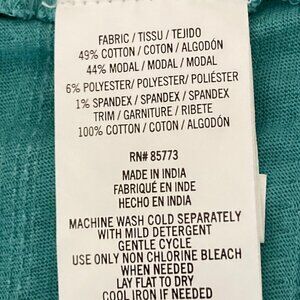 FABRIC / TISSU / TEJIDO
49% COTTON / COTON / ALGODÓN
44% MODAL / MODAL / MODAL
6% POLYESTER/ POLYESTER/ POLIÉSTER
1% SPANDEX / SPANDEX / SPANDEX
TRIM / GARNITURE / RIBETE
100% COTTON / COTON / ALGODÓN
RN# 85773
MADE IN INDIA
FABRIQUÉ EN INDE
HECHO EN INDIA
MACHINE WASH COLD SEPARATELY
WITH MILD DETERGENT
GENTLE CYCLE
USE ONLY NON CHLORINE BLEACH
WHEN NEEDED
LAY FLAT TO DRY
COOL IRON IF NEEDED